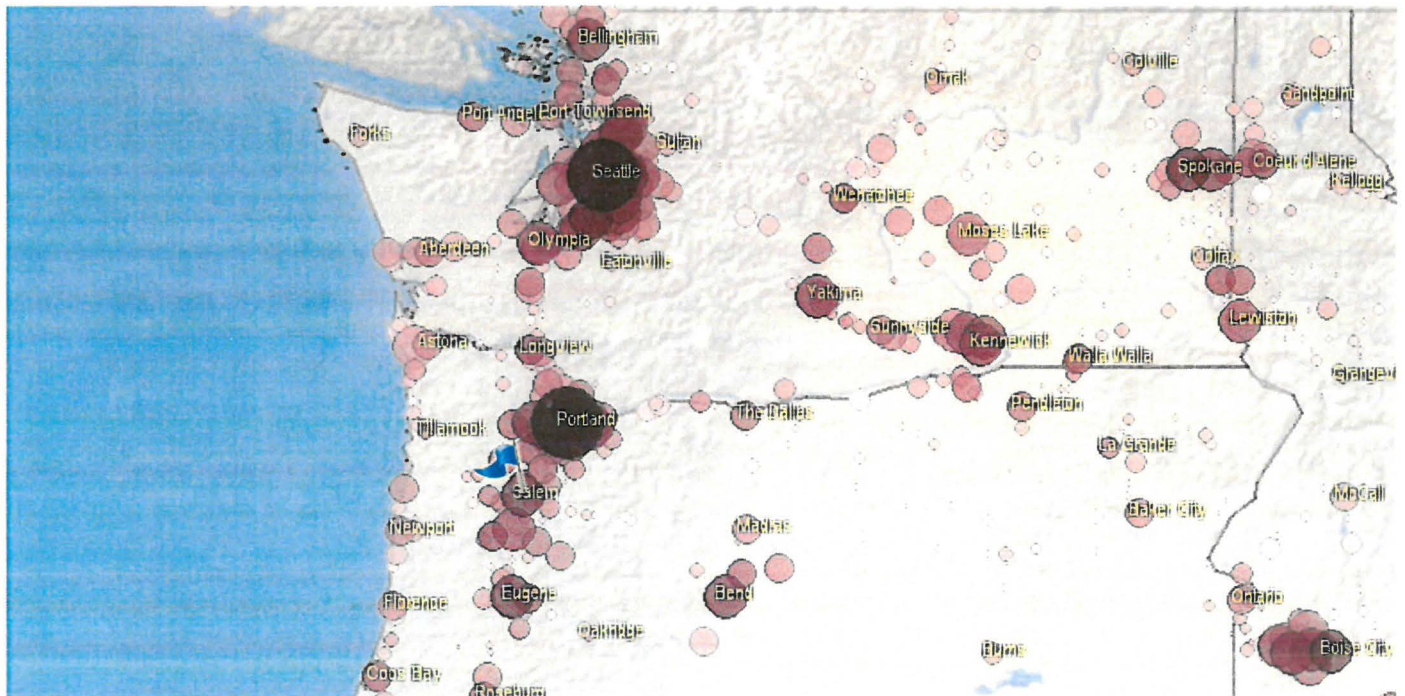 Bellingham
Colville
Omak
Sandpoint
Port Angeles
Port Townsend
Forks
Sultan
Spokane
Coeur d'Alene
Seattle
Kellogg
Wenatchee
Moses Lake
Olympia
Aberdeen
Eatonville
Colfax
Yakima
Lewiston
Sunnyside
Kennewick
Astoria
Longview
Walla Walla
Grangev
Pendleton
The Dalles
Portland
Tillamook
La Grande
Salem
McCall
Baker City
Newport
Madras
Eugene
Bend
Florence
Ontario
Oakridge
Burns
Boise City
Coos Bay
Roseburg